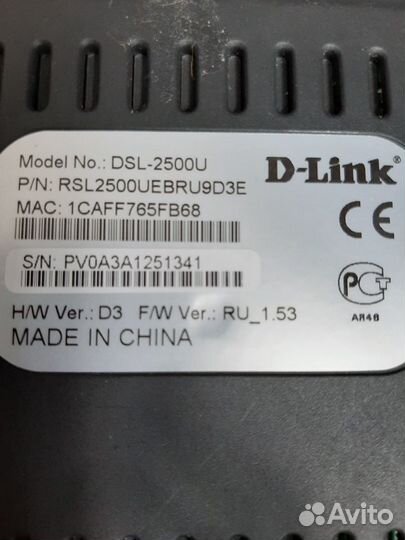 Model No.: DSL-2500U
D-Link
P/N: RSL2500UEBRU9D3E
MAC: 1CAFF765FB68
CE
S/N: PV0A3A1251341
АЯ46
H/W Ver.: D3 F/W Ver.: RU_1.53
MADE IN CHINA
Avito